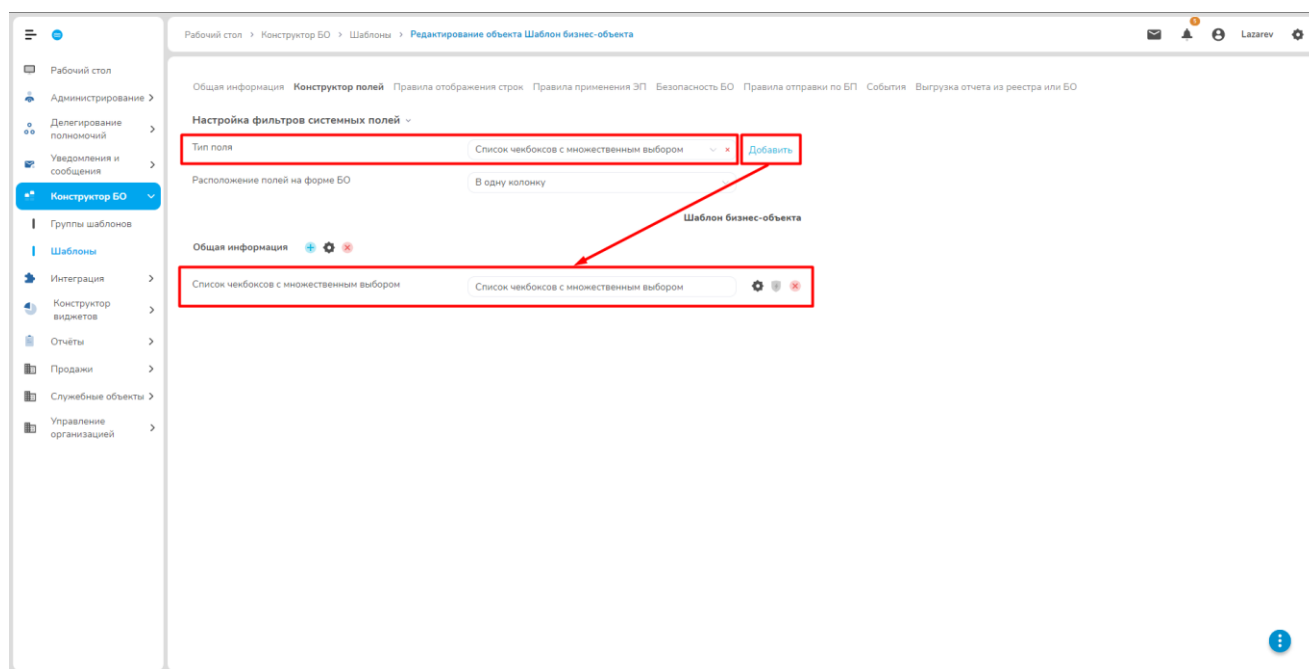 Рабочий стол > Конструктор БО > Шаблоны > Редактирование объекта Шаблон бизнес-объекта
Lazarev
Рабочий стол
Администрирование
Делегирование
полномочий
Уведомления и
сообщения
Конструктор БО
Группы шаблонов
Шаблоны
Интеграция
Конструктор
виджетов
Отчёты
Продажи
Служебные объекты
Управление
организацией
Общая информация Конструктор полей Правила отображения строк Правила применения ЭП Безопасность БО Правила отправки по БП События Выгрузка отчета из реестра или БО
Настройка фильтров системных полей
Тип поля Список чекбоксов с множественным выбором Добавить
Расположение полей на форме БО В одну колонку
Шаблон бизнес-объекта
Общая информация
Список чекбоксов с множественным выбором Список чекбоксов с множественным выбором